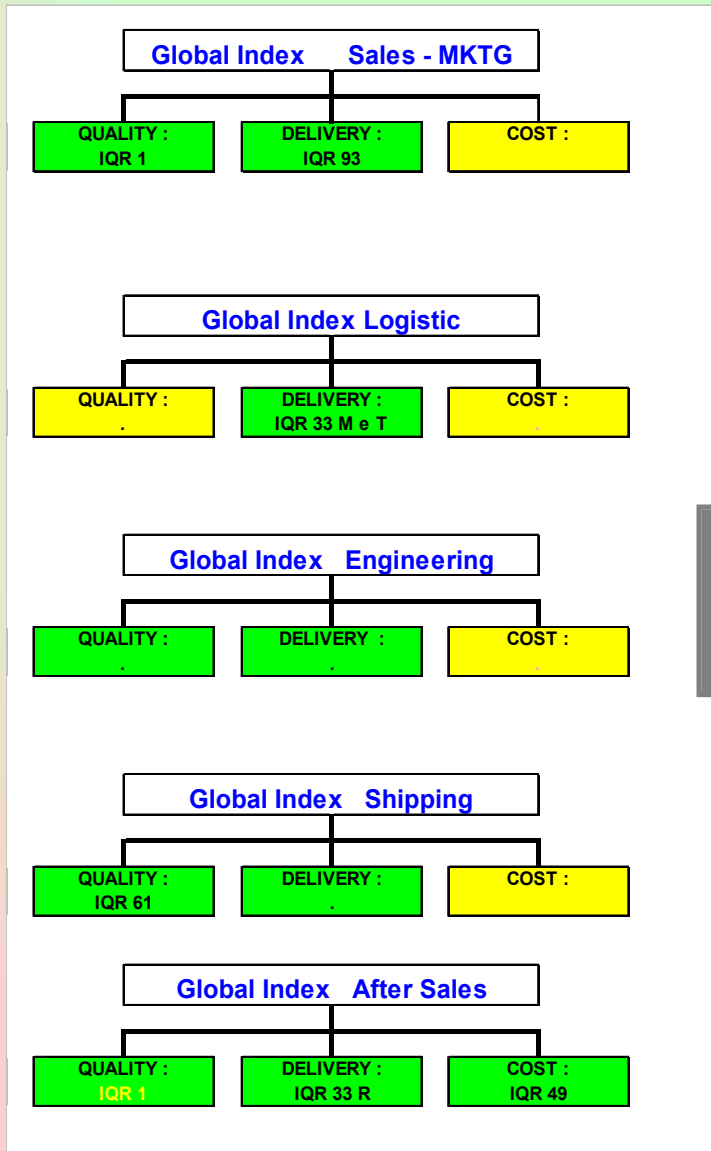 Global Index Sales - MKTG
QUALITY : DELIVERY : COST :
IQR 1 IQR 93
Global Index Logistic
QUALITY : DELIVERY : COST :
. IQR 33 M e T .
Global Index Engineering
QUALITY : DELIVERY : COST :
. . .
Global Index Shipping
QUALITY : DELIVERY : COST :
IQR 61 .
Global Index After Sales
QUALITY : DELIVERY : COST :
IQR 1 IQR 33 R IQR 49